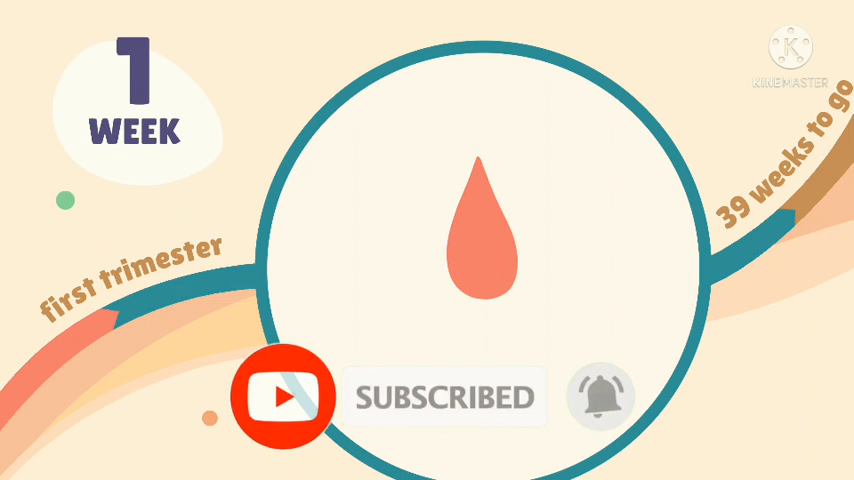 1
WEEK
KINEMASTER
39 weeks to go
first trimester
SUBSCRIBED